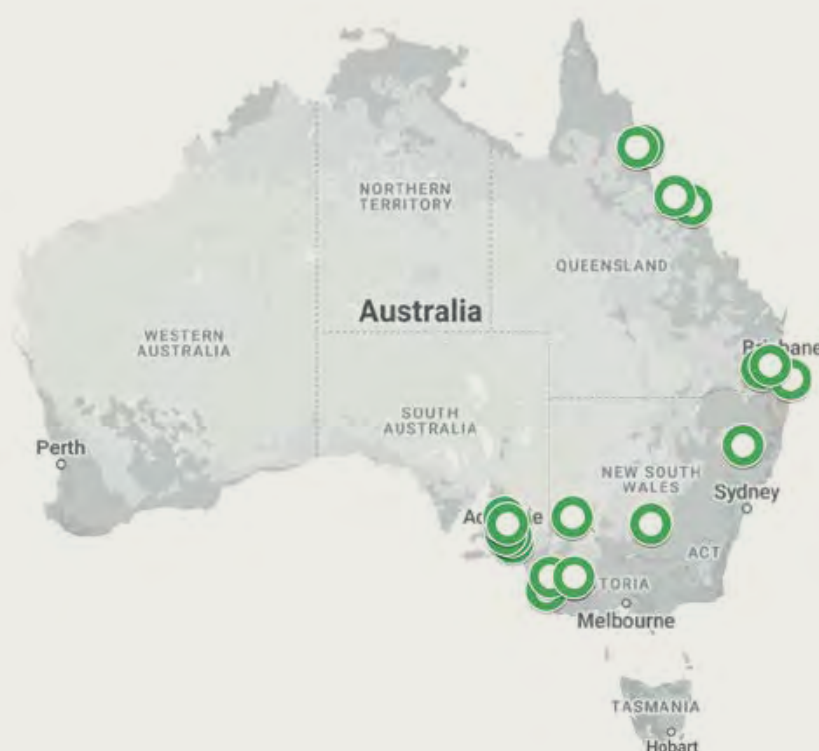 NORTHERN
TERRITORY
QUEENSLAND
Australia
WESTERN
AUSTRALIA
SOUTH
AUSTRALIA
Perth
NEW SOUTH
WALES
Sydney
ACT
Melbourne
TASMANIA
Hobart